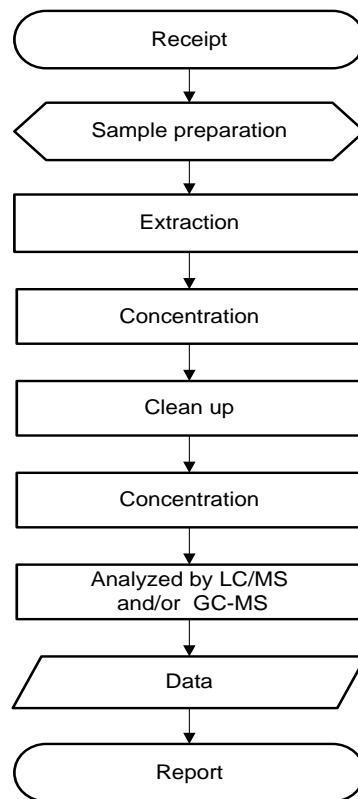 Receipt
Sample preparation
Extraction
Concentration
Clean up
Concentration
Analyzed by LC/MS
and/or GC-MS
Data
Report